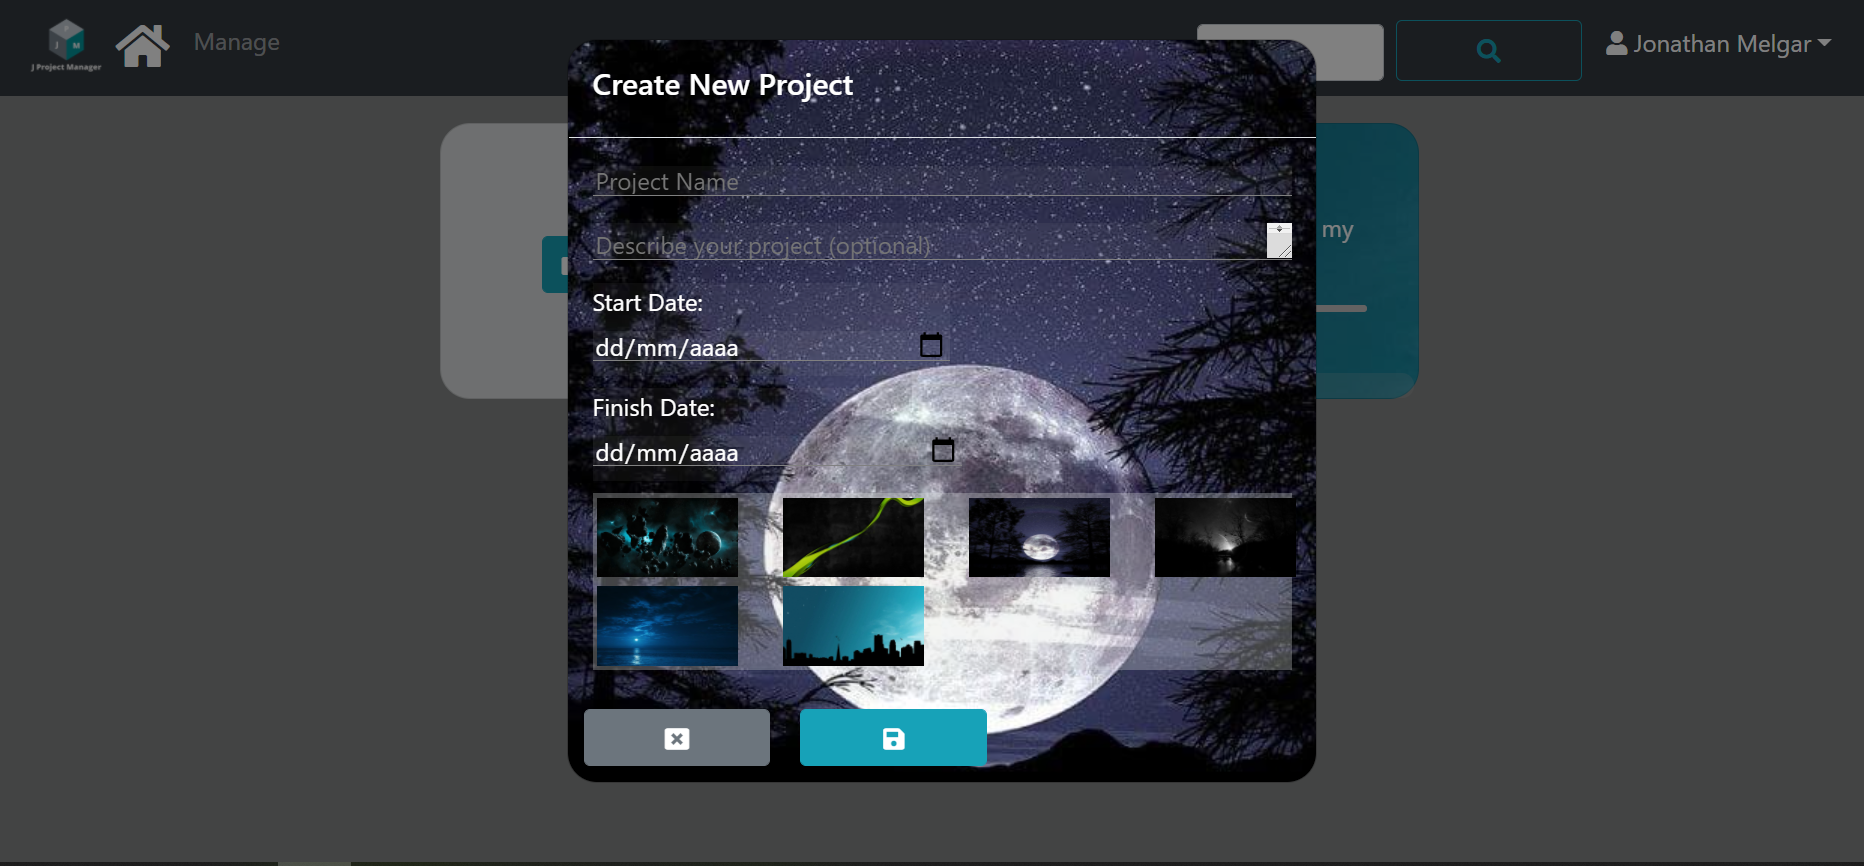 J P M
J Project Manager
Manage
Jonathan Melgar
Create New Project
Project Name
Describe your project (optional)
my
Start Date:
dd/mm/aaaa
Finish Date:
dd/mm/aaaa